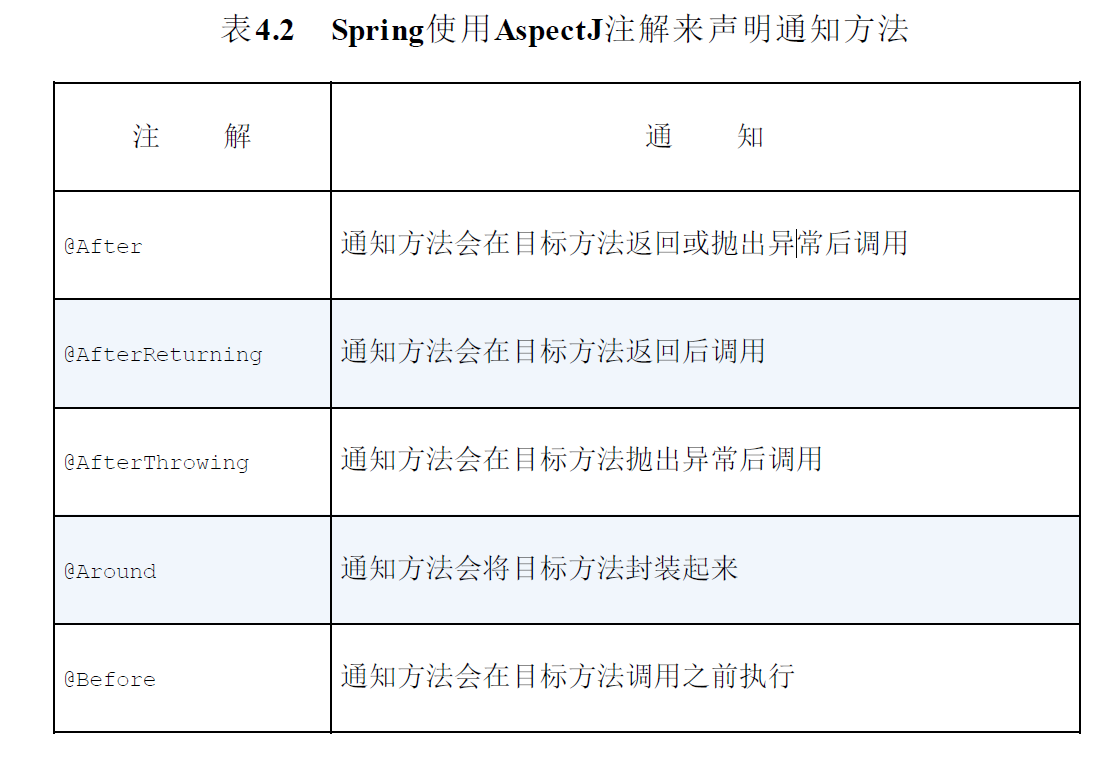 表4.2 Spring使用AspectJ注解来声明通知方法
注 解 通 知
@After 通知方法会在目标方法返回或抛出异常后调用
@AfterReturning 通知方法会在目标方法返回后调用
@AfterThrowing 通知方法会在目标方法抛出异常后调用
@Around 通知方法会将目标方法封装起来
@Before 通知方法会在目标方法调用之前执行